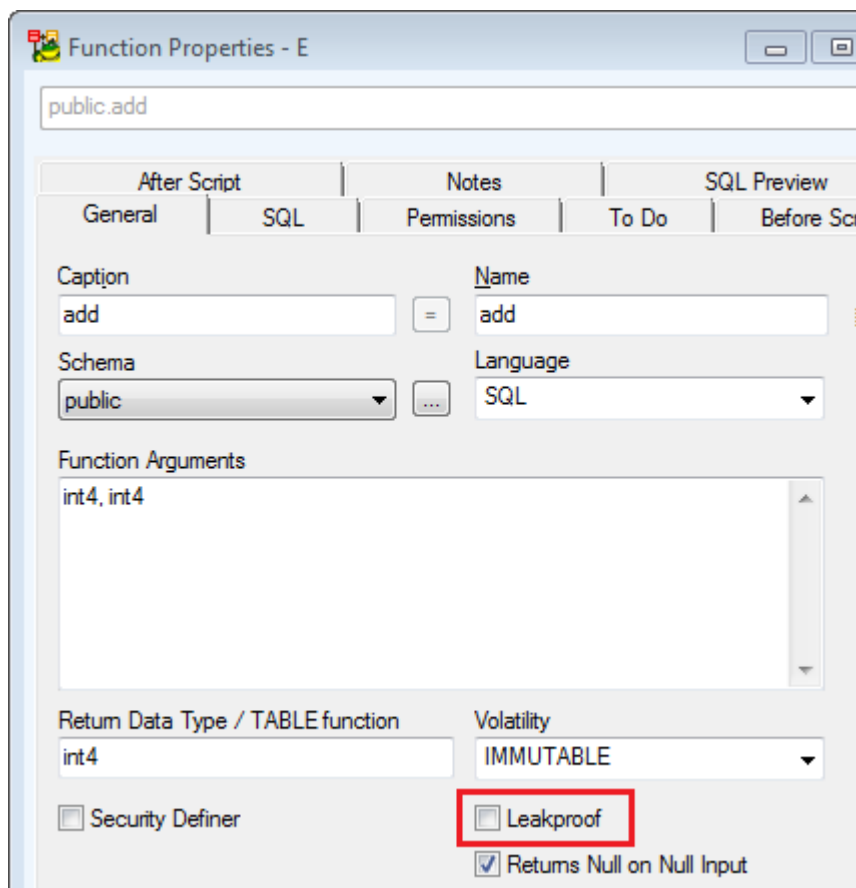 Function Properties - E
public.add
After Script Notes SQL Preview
General SQL Permissions To Do Before Scr
Caption Name
add = add
Schema Language
public ... SQL
Function Arguments
int4, int4
Return Data Type / TABLE function Volatility
int4 IMMUTABLE
Security Definer Leakproof
Returns Null on Null Input